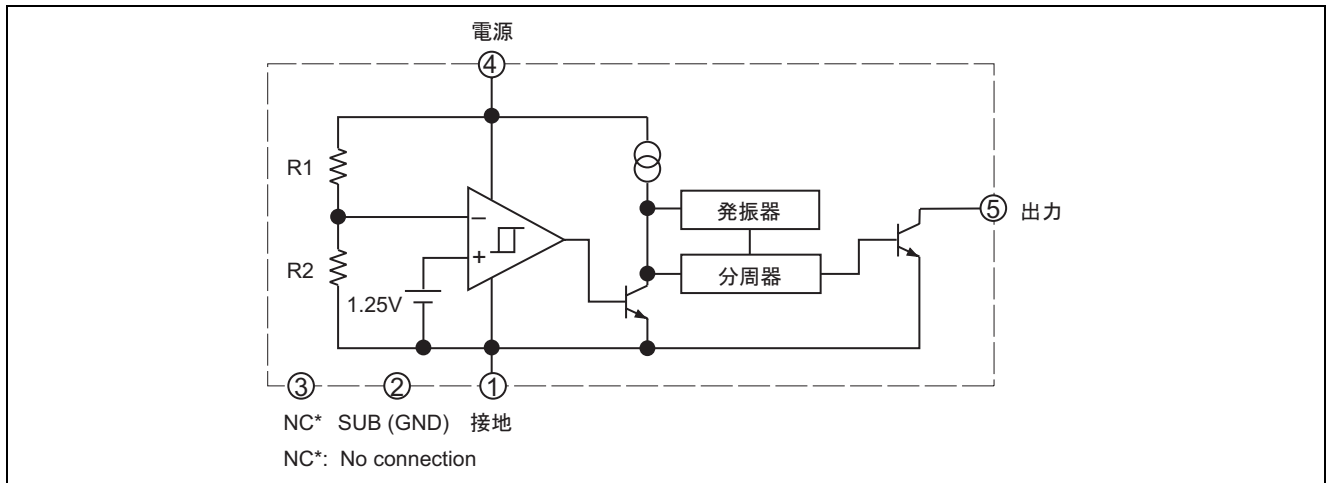 電源
④
R1
発振器
⑤ 出力
−
R2
+
分周器
1.25V
③ ② ①
NC* SUB (GND) 接地
NC*: No connection